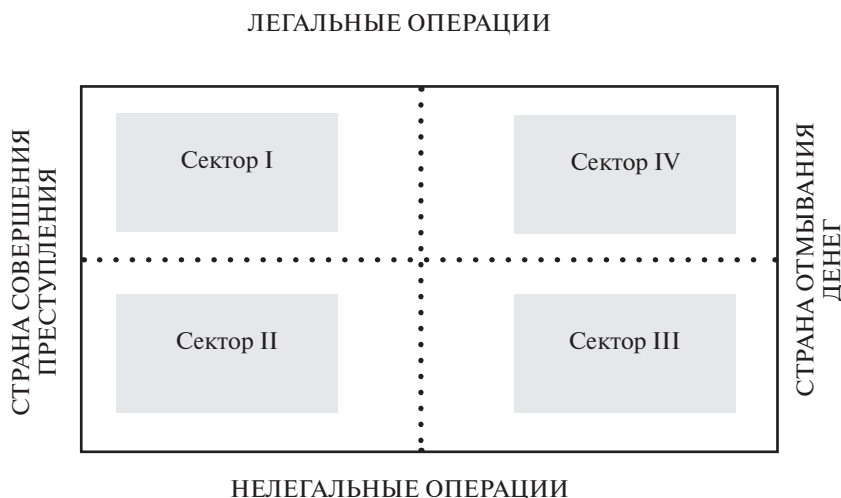 ЛЕГАЛЬНЫЕ ОПЕРАЦИИ
СТРАНА СОВЕРШЕНИЯ
ПРЕСТУПЛЕНИЯ
Сектор I
Сектор IV
Сектор II
Сектор III
СТРАНА ОТМЫВАНИЯ
ДЕНЕГ
НЕЛЕГАЛЬНЫЕ ОПЕРАЦИИ